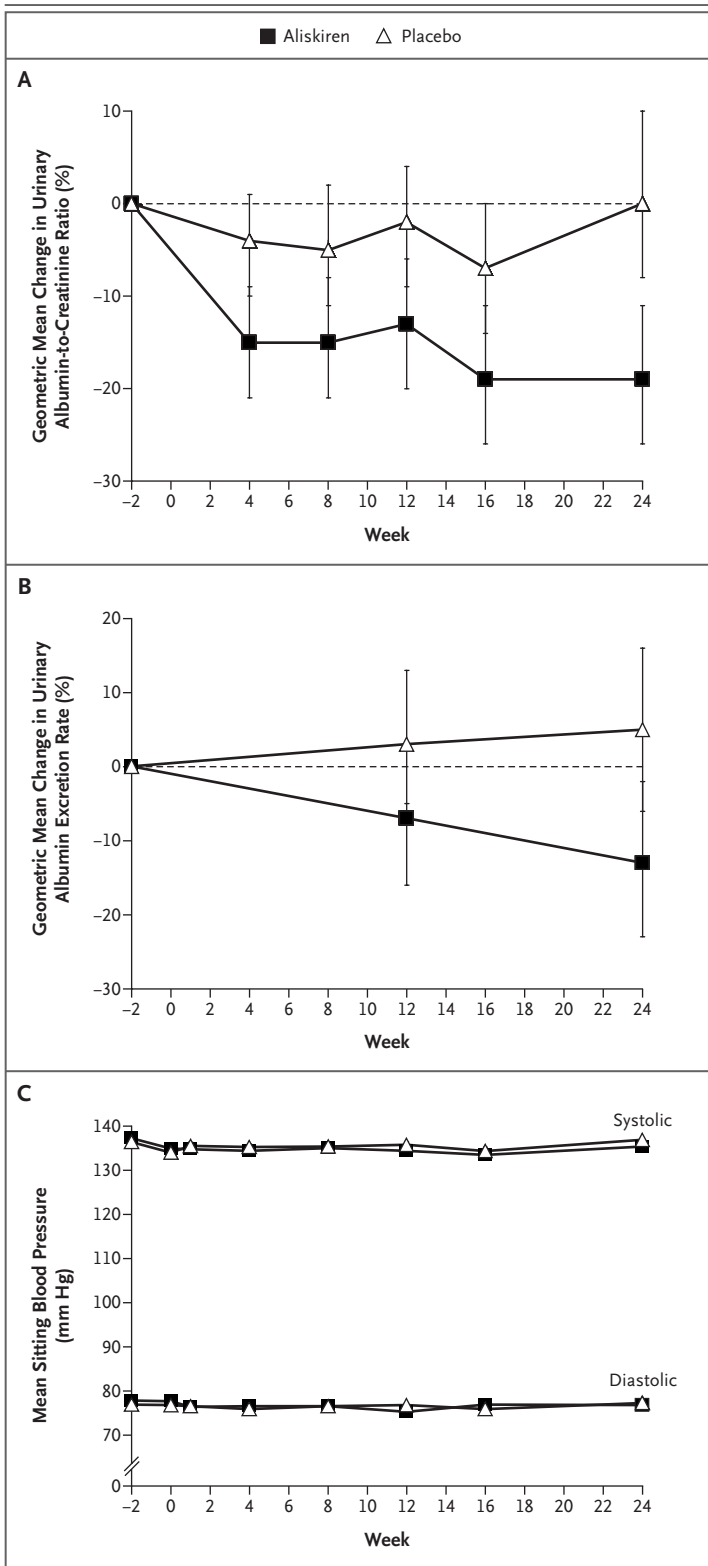 Aliskiren Placebo
A
Geometric Mean Change in Urinary
Albumin-to-Creatinine Ratio (%)
10
0
−10
−20
−30
−2 0 2 4 6 8 10 12 14 16 18 20 22 24
Week
B
Geometric Mean Change in Urinary
Albumin Excretion Rate (%)
20
10
0
−10
−20
−30
−2 0 2 4 6 8 10 12 14 16 18 20 22 24
Week
C
Mean Sitting Blood Pressure
(mm Hg)
140
130
120
110
100
90
80
70
0
Systolic
Diastolic
−2 0 2 4 6 8 10 12 14 16 18 20 22 24
Week